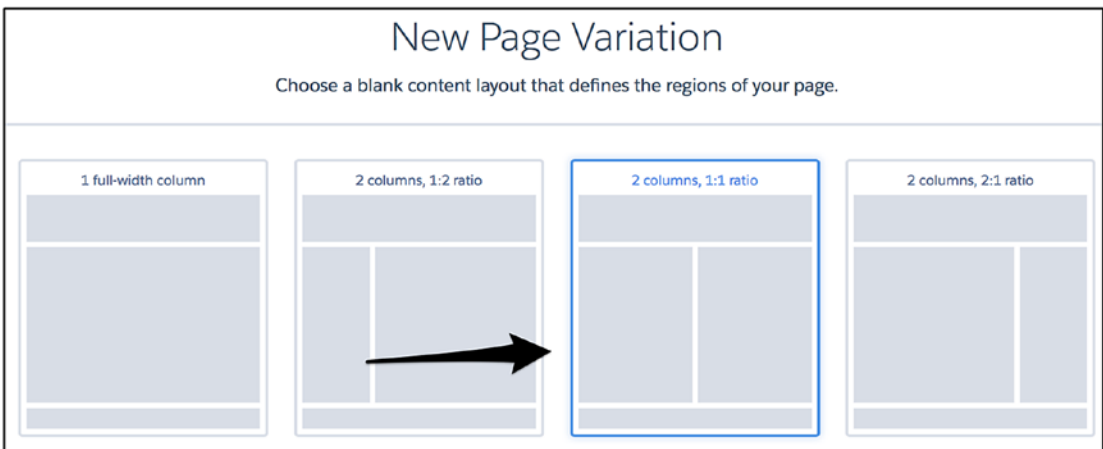 New Page Variation
Choose a blank content layout that defines the regions of your page.
1 full-width column
2 columns, 1:2 ratio
2 columns, 1:1 ratio
2 columns, 2:1 ratio